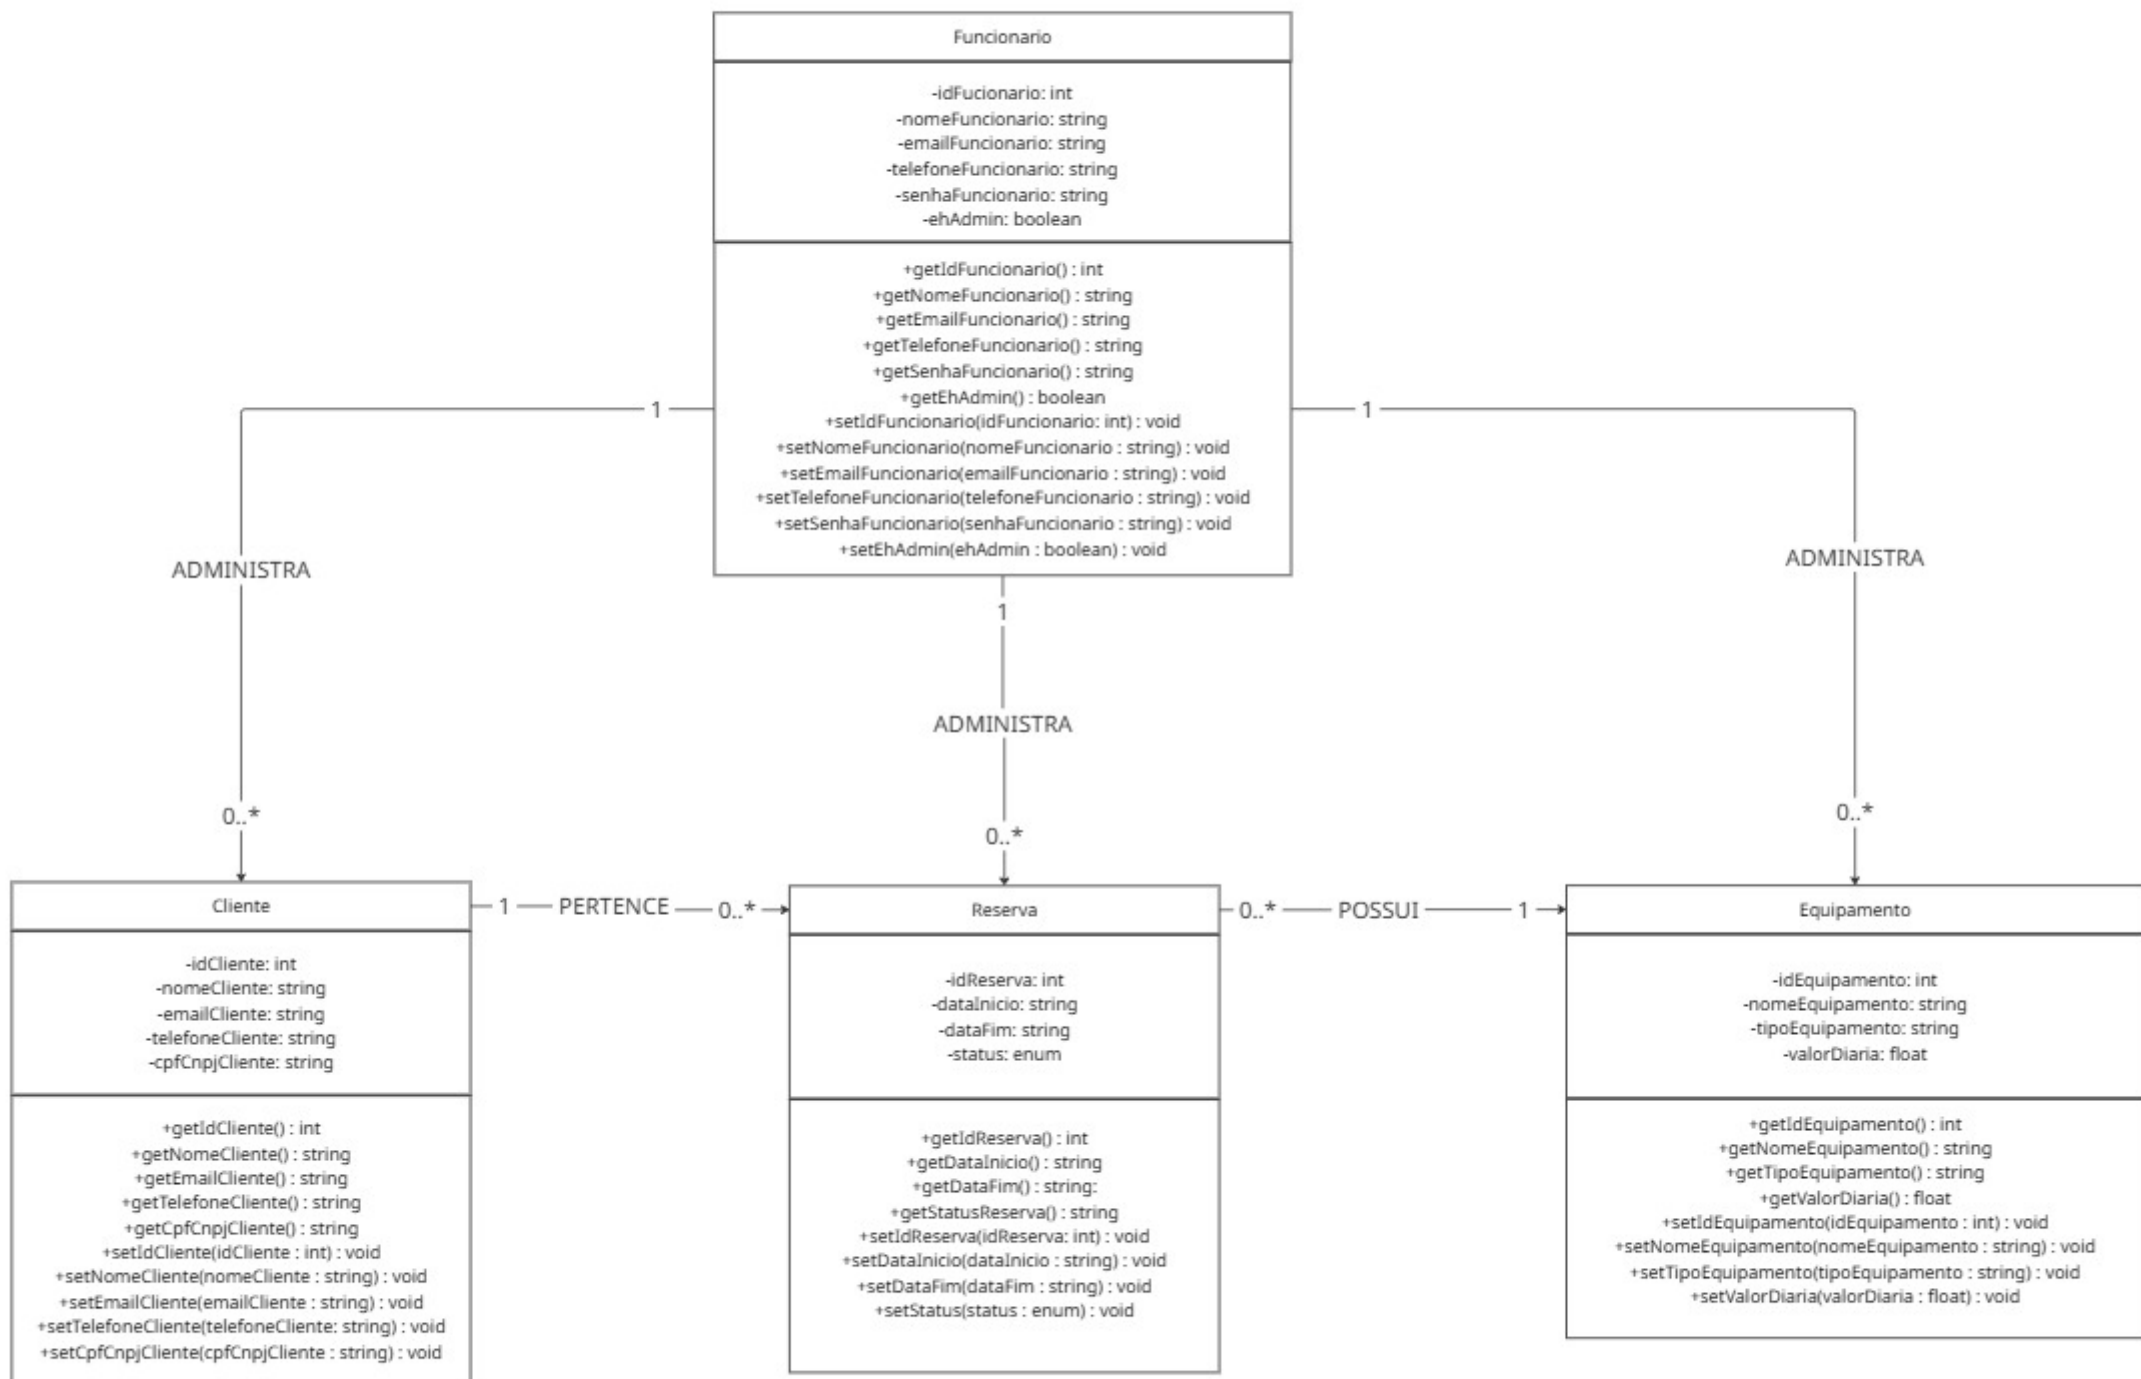 Funcionario
-idFucionario: int
-nomeFuncionario: string
-emailFuncionario: string
-telefoneFuncionario: string
-senhaFuncionario: string
-ehAdmin: boolean
+getIdFuncionario() : int
+getNomeFuncionario() : string
+getEmailFuncionario() : string
+getTelefoneFuncionario() : string
+getSenhaFuncionario() : string
+getEhAdmin() : boolean
+setIdFuncionario(idFuncionario: int) : void
+setNomeFuncionario(nomeFuncionario : string) : void
+setEmailFuncionario(emailFuncionario : string) : void
+setTelefoneFuncionario(telefoneFuncionario : string) : void
+setSenhaFuncionario(senhaFuncionario : string) : void
+setEhAdmin(ehAdmin : boolean) : void
1
ADMINISTRA
0..*
1
ADMINISTRA
0..*
1
ADMINISTRA
0..*
Cliente
-idCliente: int
-nomeCliente: string
-emailCliente: string
-telefoneCliente: string
-cpfCnpjCliente: string
+getIdCliente() : int
+getNomeCliente() : string
+getEmailCliente() : string
+getTelefoneCliente() : string
+getCpfCnpjCliente() : string
+setIdCliente(idCliente : int) : void
+setNomeCliente(nomeCliente : string) : void
+setEmailCliente(emailCliente : string) : void
+setTelefoneCliente(telefoneCliente: string) : void
+setCpfCnpjCliente(cpfCnpjCliente : string) : void
1 PERTENCE 0..*
Reserva
-idReserva: int
-dataInicio: string
-dataFim: string
-status: enum
+getIdReserva() : int
+getDataInicio() : string
+getDataFim() : string:
+getStatusReserva() : string
+setIdReserva(idReserva: int) : void
+setDataInicio(dataInicio : string) : void
+setDataFim(dataFim : string) : void
+setStatus(status : enum) : void
0..* POSSUI 1
Equipamento
-idEquipamento: int
-nomeEquipamento: string
-tipoEquipamento: string
-valorDiaria: float
+getIdEquipamento() : int
+getNomeEquipamento() : string
+getTipoEquipamento() : string
+getValorDiaria() : float
+setIdEquipamento(idEquipamento : int) : void
+setNomeEquipamento(nomeEquipamento : string) : void
+setTipoEquipamento(tipoEquipamento : string) : void
+setValorDiaria(valorDiaria : float) : void